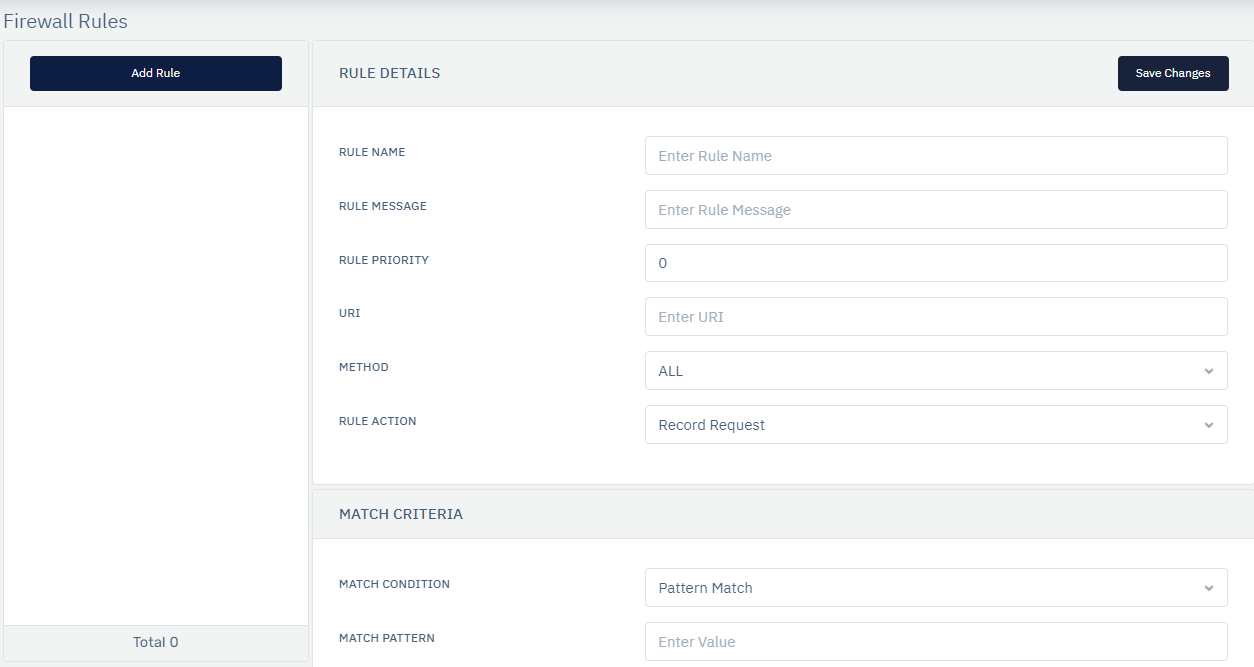 Firewall Rules
Add Rule
Total 0
RULE DETAILS
Save Changes
RULE NAME
Enter Rule Name
RULE MESSAGE
Enter Rule Message
RULE PRIORITY
0
URI
Enter URI
METHOD
ALL
RULE ACTION
Record Request
MATCH CRITERIA
MATCH CONDITION
Pattern Match
MATCH PATTERN
Enter Value